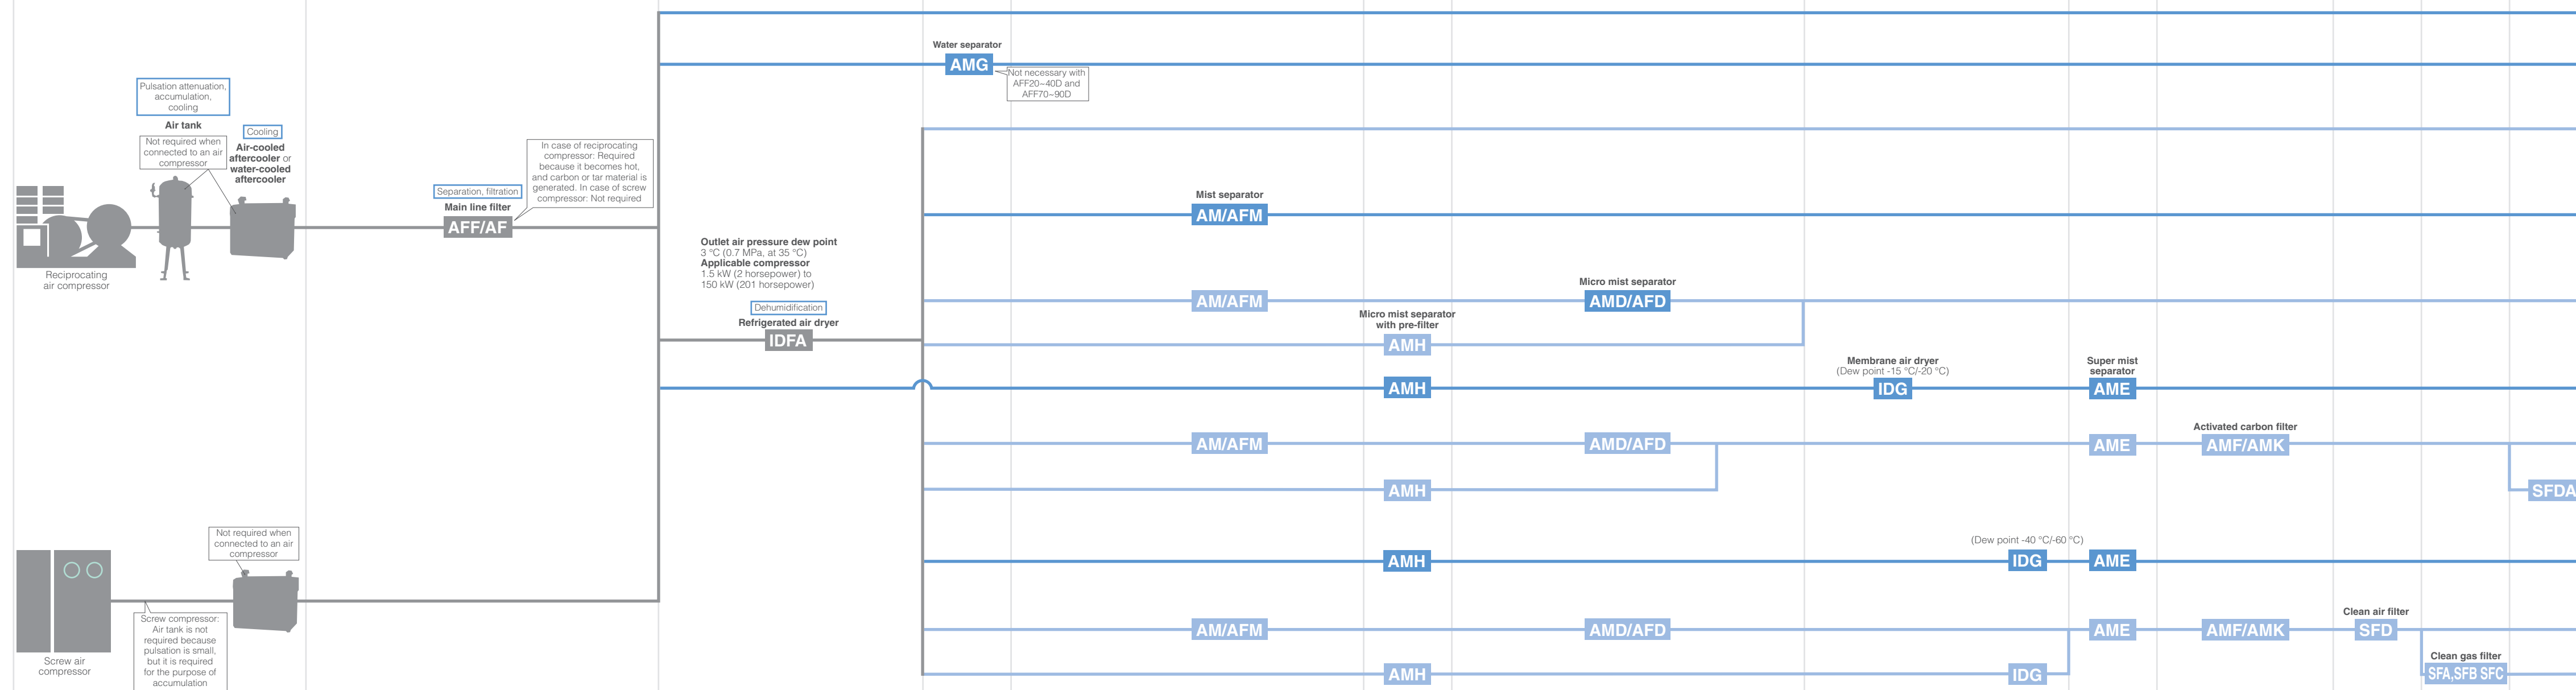 Water separator
AMG
Not necessary with
AFF20~40D and
AFF70~90D
Pulsation attenuation,
accumulation,
cooling
Air tank
Not required when
connected to an air
compressor
Cooling
Air-cooled
aftercooler or
water-cooled
aftercooler
Reciprocating
air compressor
Separation, filtration
Main line filter
AFF/AF
In case of reciprocating
compressor: Required
because it becomes hot,
and carbon or tar material is
generated. In case of screw
compressor: Not required
Mist separator
AM/AFM
Outlet air pressure dew point
3 °C (0.7 MPa, at 35 °C)
Applicable compressor
1.5 kW (2 horsepower) to
150 kW (201 horsepower)
Dehumidification
Refrigerated air dryer
IDFA
AM/AFM
Micro mist separator
AMD/AFD
Micro mist separator
with pre-filter
AMH
AMH
Membrane air dryer
(Dew point -15 °C/-20 °C)
IDG
Super mist
separator
AME
AM/AFM
AMD/AFD
AME
Activated carbon filter
AMF/AMK
AMH
SFDA
Not required when
connected to an air
compressor
AMH
(Dew point -40 °C/-60 °C)
IDG
AME
Screw air
compressor
Screw compressor:
Air tank is not
required because
pulsation is small,
but it is required
for the purpose of
accumulation
AM/AFM
AMD/AFD
AME
AMF/AMK
Clean air filter
SFD
AMH
IDG
Clean gas filter
SFA,SFB SFC